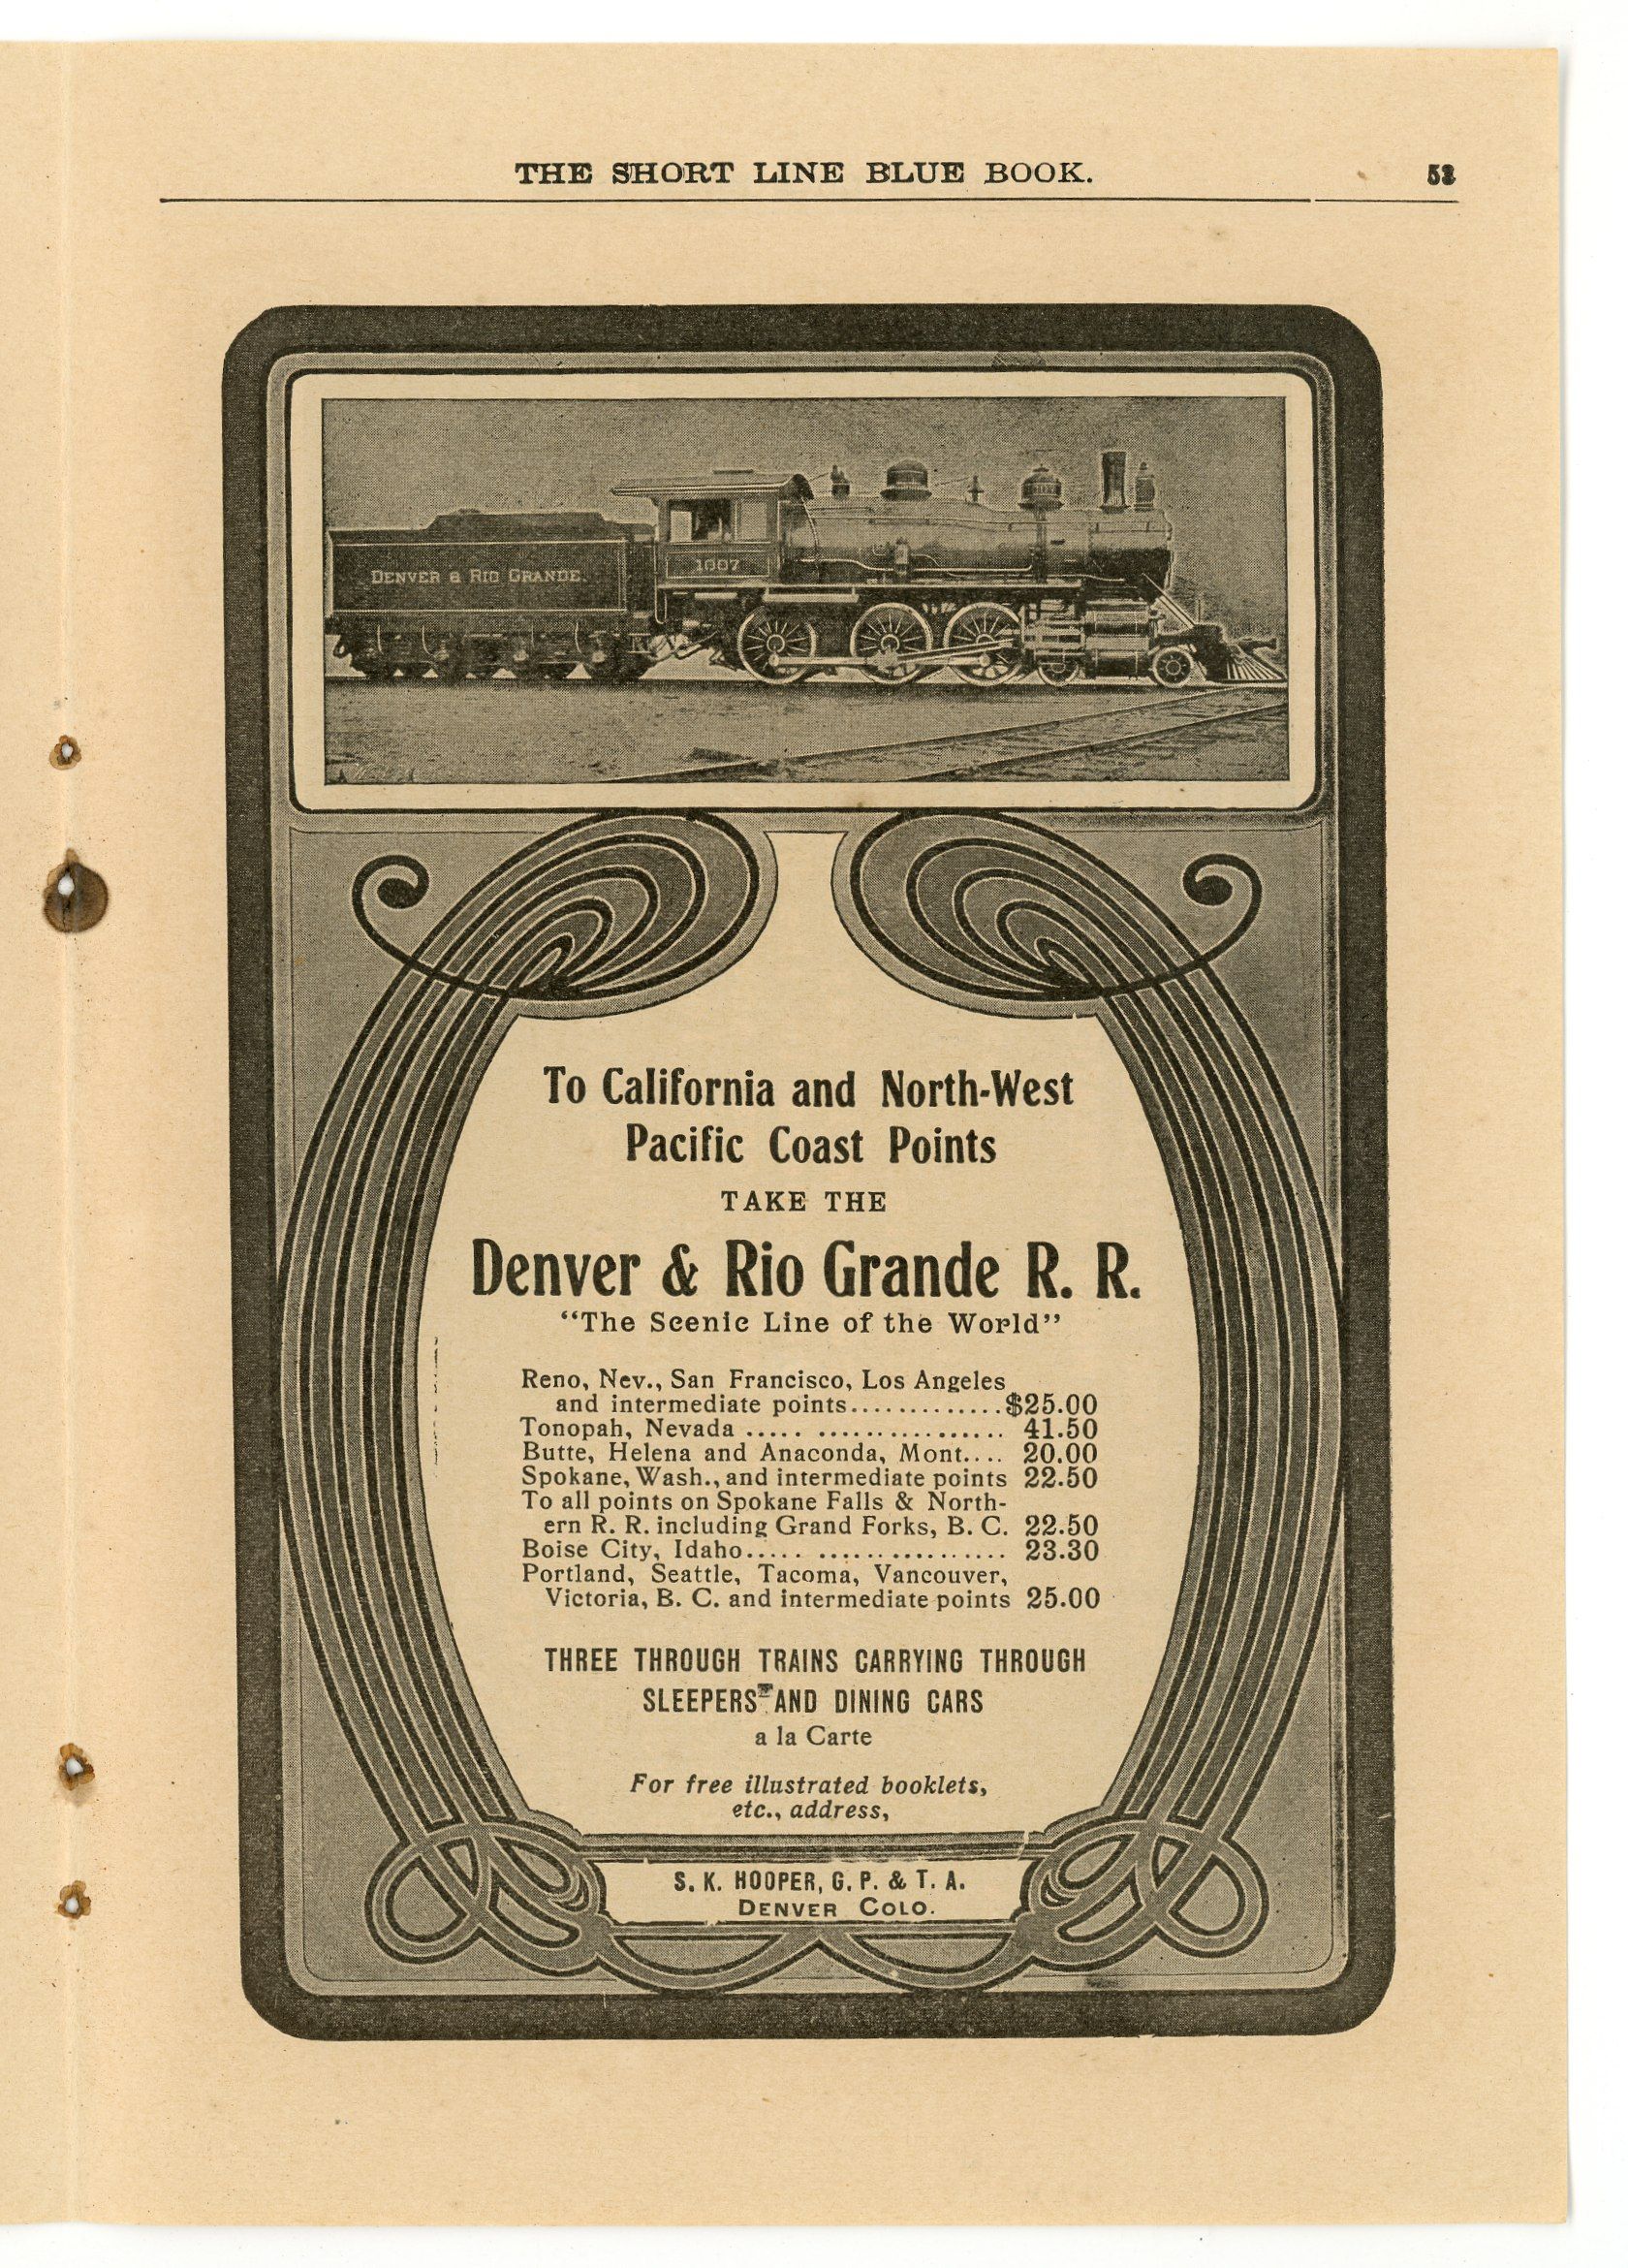 THE SHORT LINE BLUE BOOK.
DENVER & RIO GRANDE.
1007
To California and North-West
Pacific Coast Points
TAKE THE
Denver & Rio Grande R. R.
“The Scenic Line of the World”
Reno, Nev., San Francisco, Los Angeles
and intermediate points.............$25.00
Tonopah, Nevada ..... ................ 41.50
Butte, Helena and Anaconda, Mont.... 20.00
Spokane, Wash., and intermediate points 22.50
To all points on Spokane Falls & North-
ern R. R. including Grand Forks, B. C. 22.50
Boise City, Idaho..... ................ 23.30
Portland, Seattle, Tacoma, Vancouver,
Victoria, B. C. and intermediate points 25.00
THREE THROUGH TRAINS CARRYING THROUGH
SLEEPERS AND DINING CARS
a la Carte
For free illustrated booklets,
etc., address,
S. K. HOOPER, G. P. & T. A.
DENVER COLO.